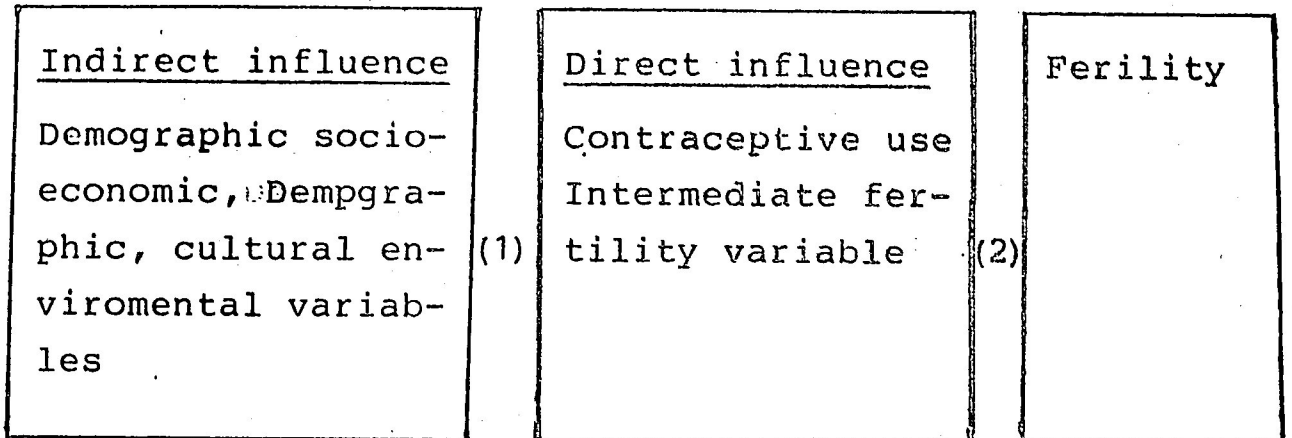 Indirect influence
Demographic socio-
economic, Dempgra-
phic, cultural en-
viromental variab-
les
(1)
Direct influence
Contraceptive use
Intermediate fer-
tility variable
(2)
Ferility